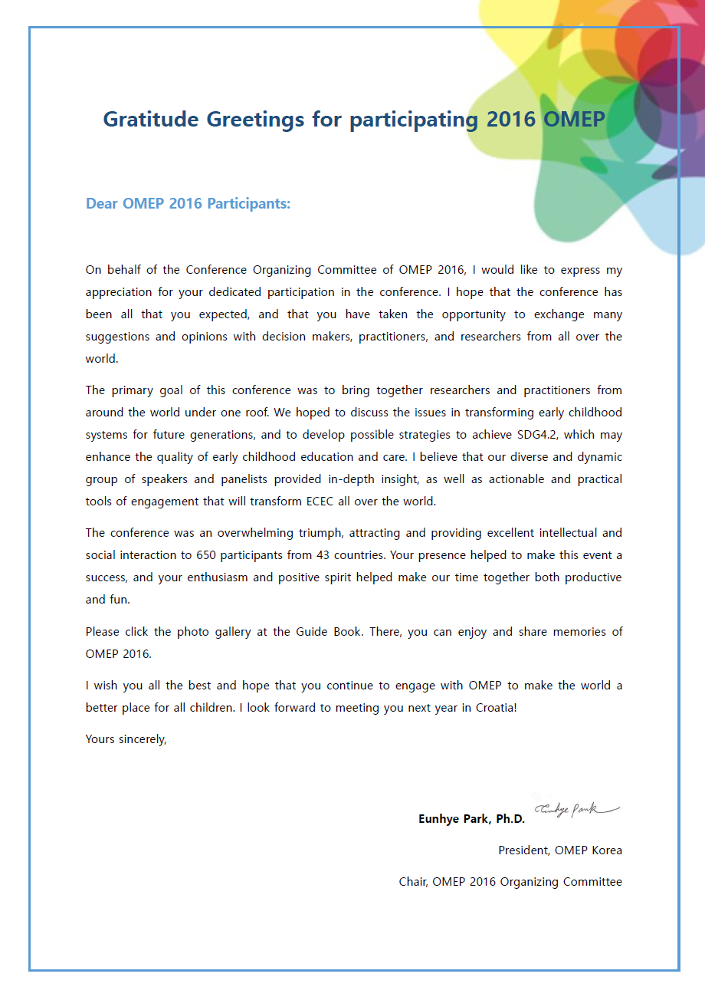 Gratitude Greetings for participating 2016 OMEP
Dear OMEP 2016 Participants:
On behalf of the Conference Organizing Committee of OMEP 2016, I would like to express my
appreciation for your dedicated participation in the conference. I hope that the conference has
been all that you expected, and that you have taken the opportunity to exchange many
suggestions and opinions with decision makers, practitioners, and researchers from all over the
world.
The primary goal of this conference was to bring together researchers and practitioners from
around the world under one roof. We hoped to discuss the issues in transforming early childhood
systems for future generations, and to develop possible strategies to achieve SDG4.2, which may
enhance the quality of early childhood education and care. I believe that our diverse and dynamic
group of speakers and panelists provided in-depth insight, as well as actionable and practical
tools of engagement that will transform ECEC all over the world.
The conference was an overwhelming triumph, attracting and providing excellent intellectual and
social interaction to 650 participants from 43 countries. Your presence helped to make this event a
success, and your enthusiasm and positive spirit helped make our time together both productive
and fun.
Please click the photo gallery at the Guide Book. There, you can enjoy and share memories of
OMEP 2016.
I wish you all the best and hope that you continue to engage with OMEP to make the world a
better place for all children. I look forward to meeting you next year in Croatia!
Yours sincerely,
Eunhye Park, Ph.D. Eunhye Park
President, OMEP Korea
Chair, OMEP 2016 Organizing Committee